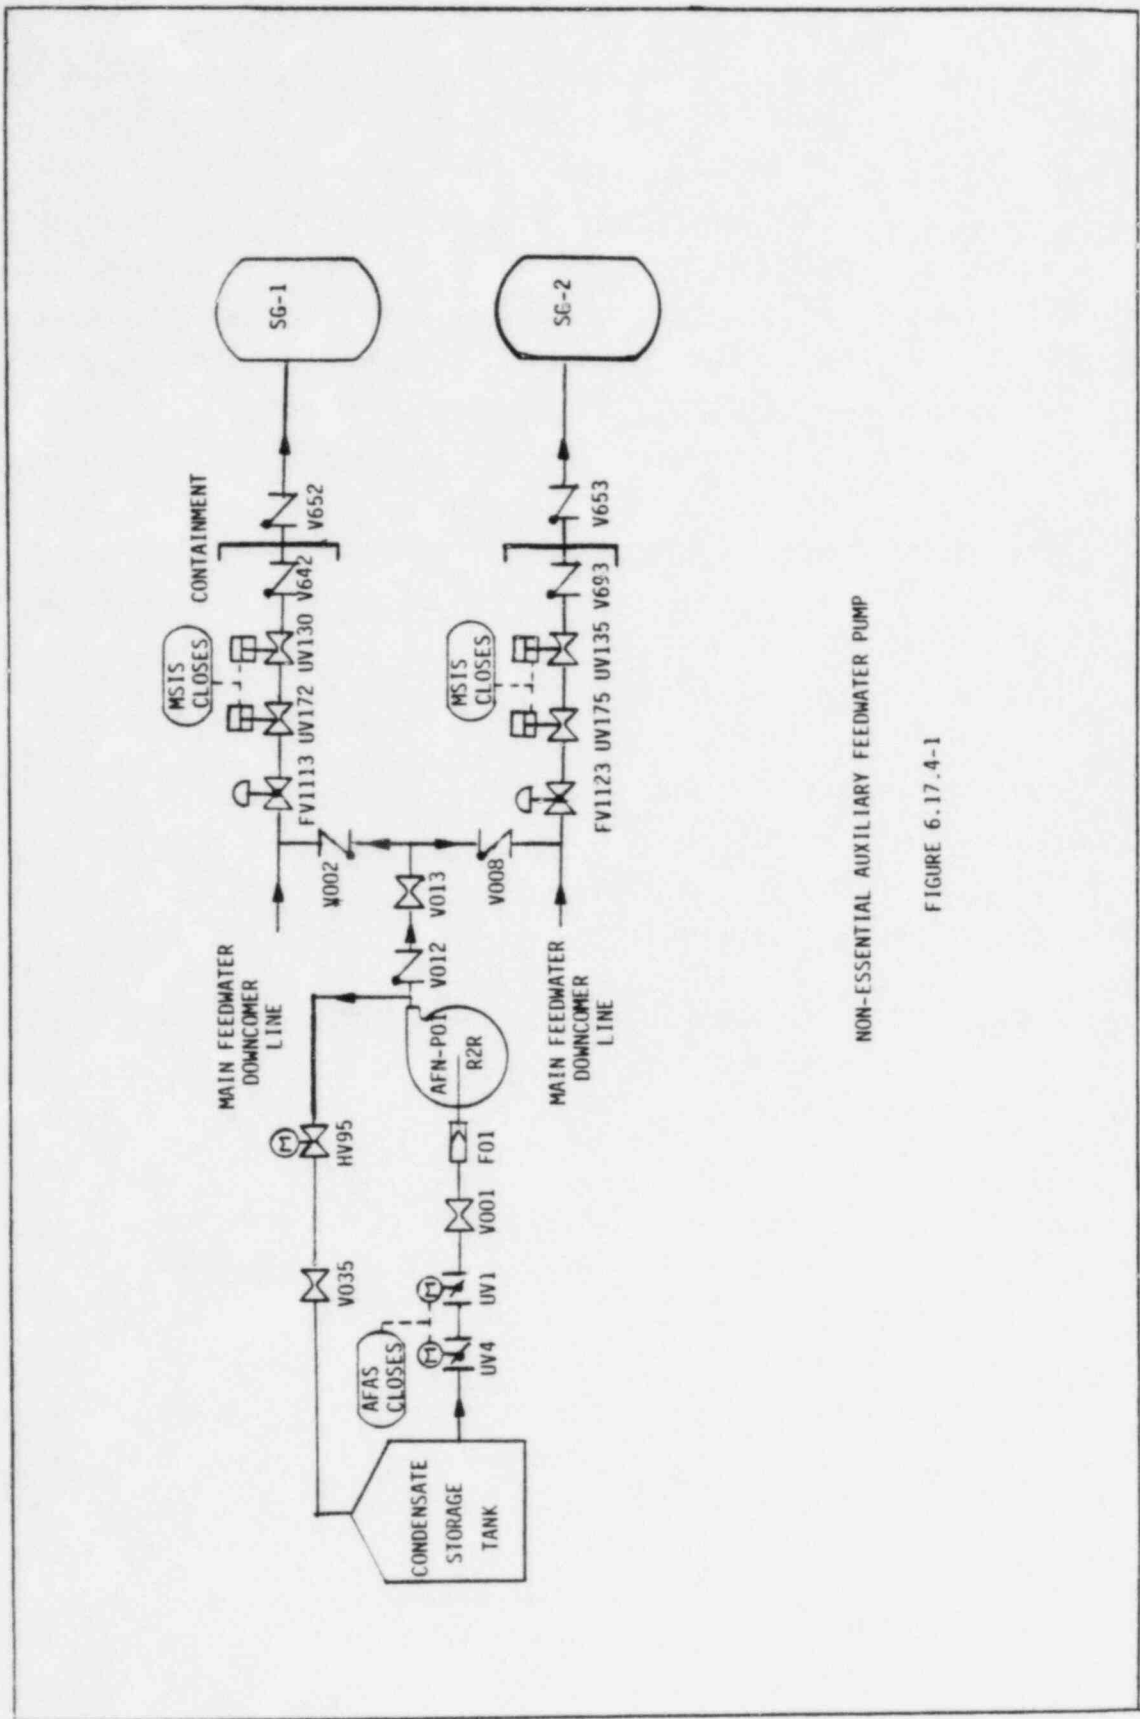 SG-1
CONTAINMENT
MSIS
CLOSES
FV1113 UV172 UV130 V642
V652
MAIN FEEDWATER
DOWNCOMER
LINE
V002
HV95
V035
AFAS
CLOSES
CONDENSATE
STORAGE
TANK
M
M
M
UV4
UV1
V001
F01
AFN-P01
R2R
V012
V013
V008
SG-2
MSIS
CLOSES
FV1123 UV175 UV135 V693
V653
MAIN FEEDWATER
DOWNCOMER
LINE
NON-ESSENTIAL AUXILIARY FEEDWATER PUMP
FIGURE 6.17.4-1